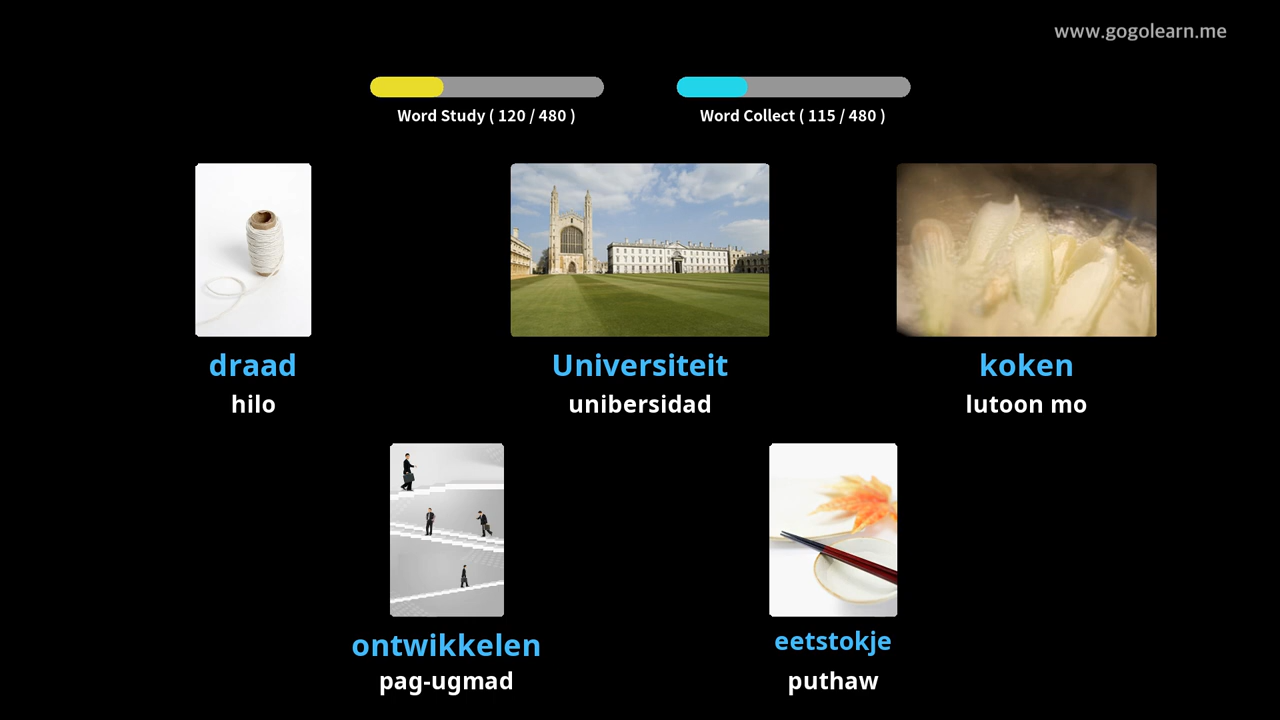 www.gogolearn.me
Word Study ( 120 / 480 )
Word Collect ( 115 / 480 )
draad
hilo
Universiteit
unibersidad
koken
lutoon mo
ontwikkelen
pag-ugmad
eetstokje
puthaw